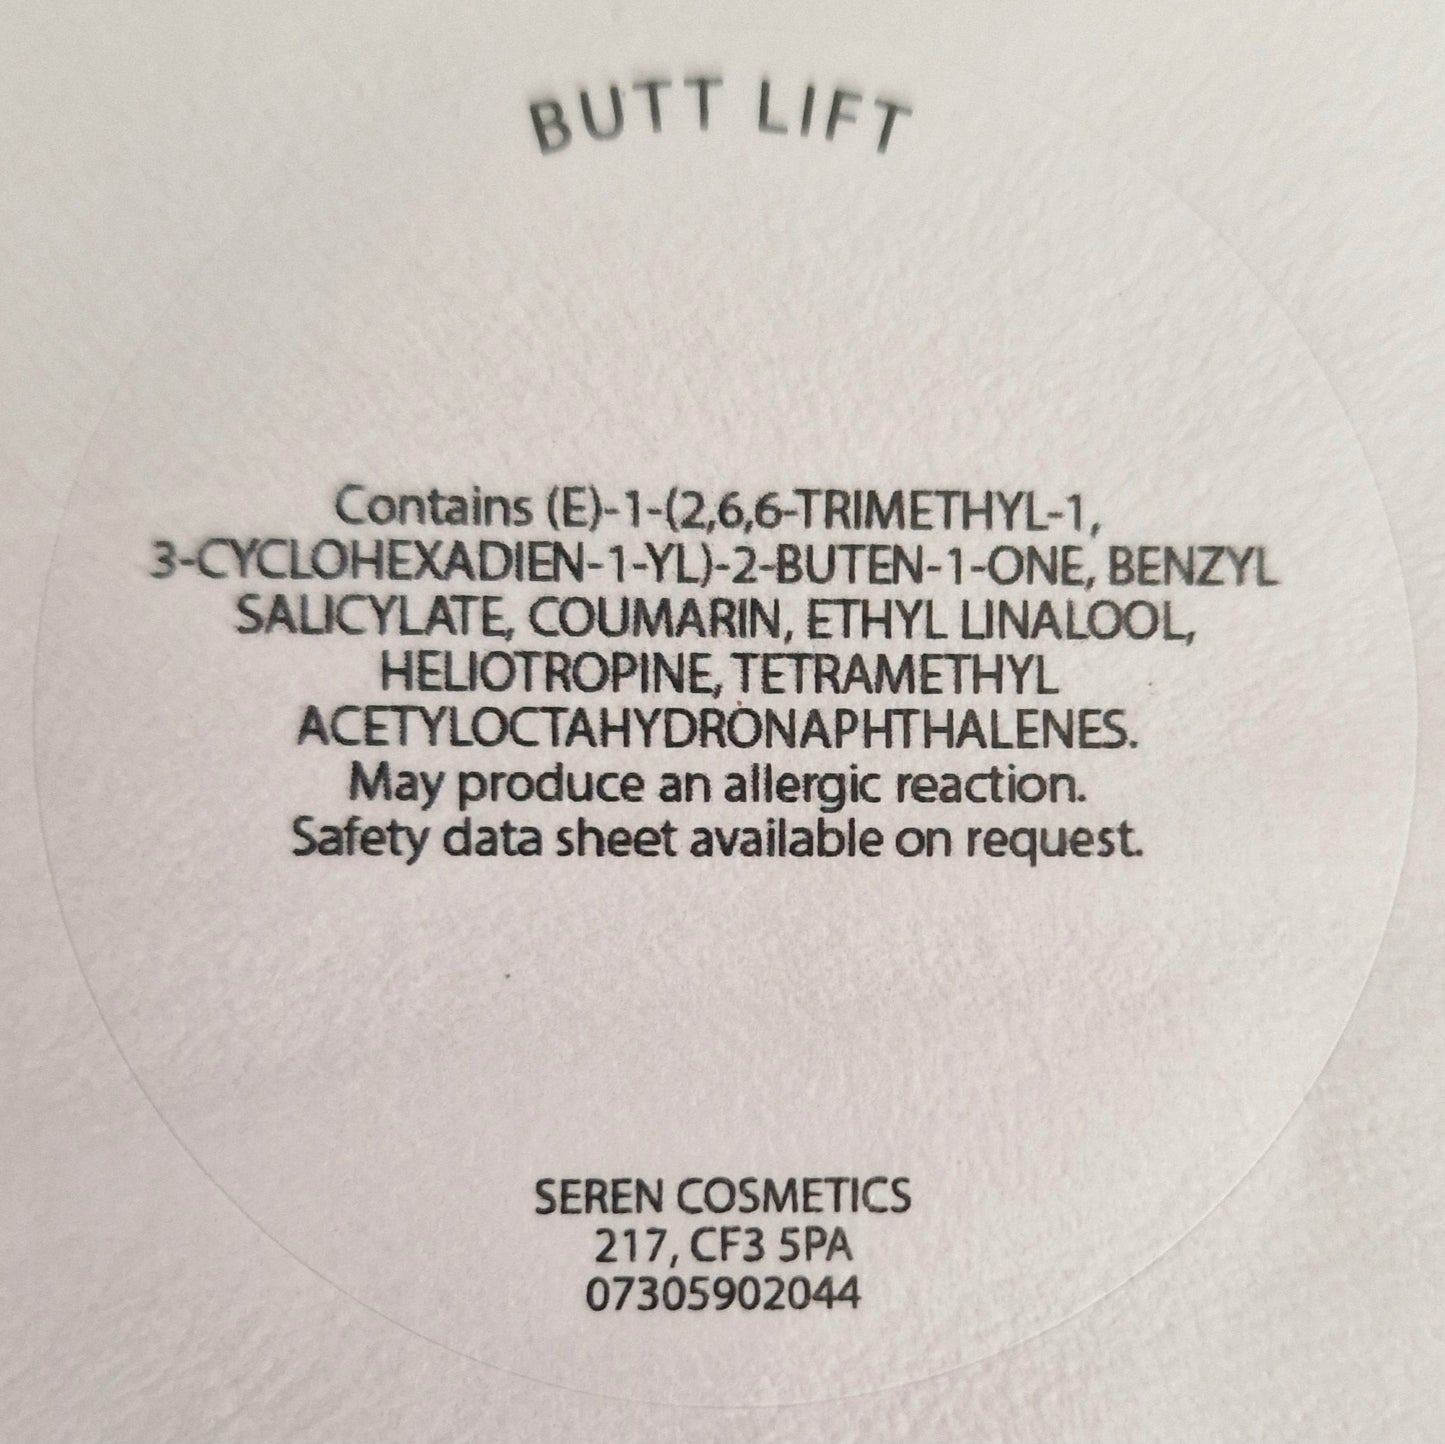 BUTT LIFT
Contains (E)-1-(2,6,6-TRIMETHYL-1,
3-CYCLOHEXADIEN-1-YL)-2-BUTEN-1-ONE, BENZYL
SALICYLATE, COUMARIN, ETHYL LINALOOL,
HELIOTROPINE, TETRAMETHYL
ACETYLOCTAHYDRONAPHTHALENES.
May produce an allergic reaction.
Safety data sheet available on request.
SEREN COSMETICS
217, CF3 5PA
07305902044